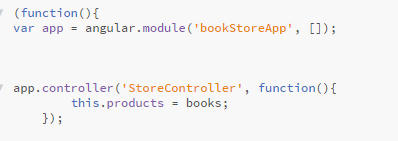 (function(){
var app = angular.module('bookStoreApp', []);
app.controller('StoreController', function(){
this.products = books;
});